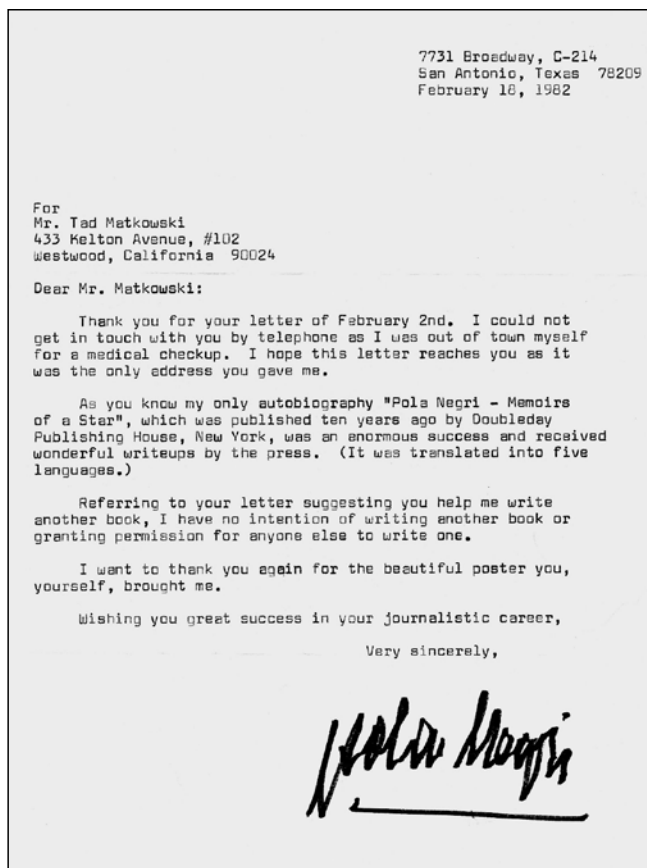 7731 Broadway, C-214
San Antonio, Texas  78209
February 18, 1982
For
Mr. Tad Matkowski
433 Kelton Avenue, #102
Westwood, California  90024
Dear Mr. Matkowski:
Thank you for your letter of February 2nd.  I could not
get in touch with you by telephone as I was out of town myself
for a medical checkup.  I hope this letter reaches you as it
was the only address you gave me.
As you know my only autobiography "Pola Negri - Memoirs
of a Star", which was published ten years ago by Doubleday
Publishing House, New York, was an anormous success and received
wonderful writeups by the press.  (It was translated into five
languages.)
Referring to your letter suggesting you help me write
another book, I have no intention of writing another book or
granting permission for anyone else to write one.
I want to thank you again for the beautiful poster you,
yourself, brought me.
Wishing you great success in your journalistic career,
Very sincerely,
Pola Negri